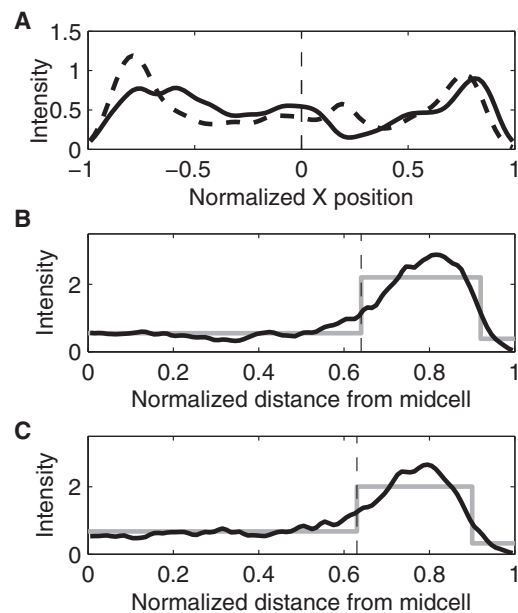 A
1.5
1
0.5
0
Intensity
−1 −0.5 0 0.5 1
Normalized X position
B
2
0
Intensity
0 0.2 0.4 0.6 0.8 1
Normalized distance from midcell
C
2
0
Intensity
0 0.2 0.4 0.6 0.8 1
Normalized distance from midcell